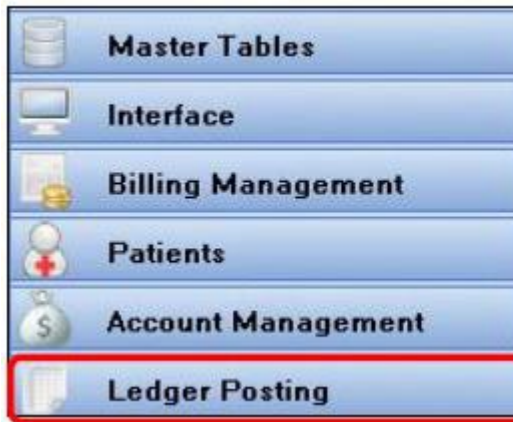 Master Tables
Interface
Billing Management
Patients
Account Management
Ledger Posting